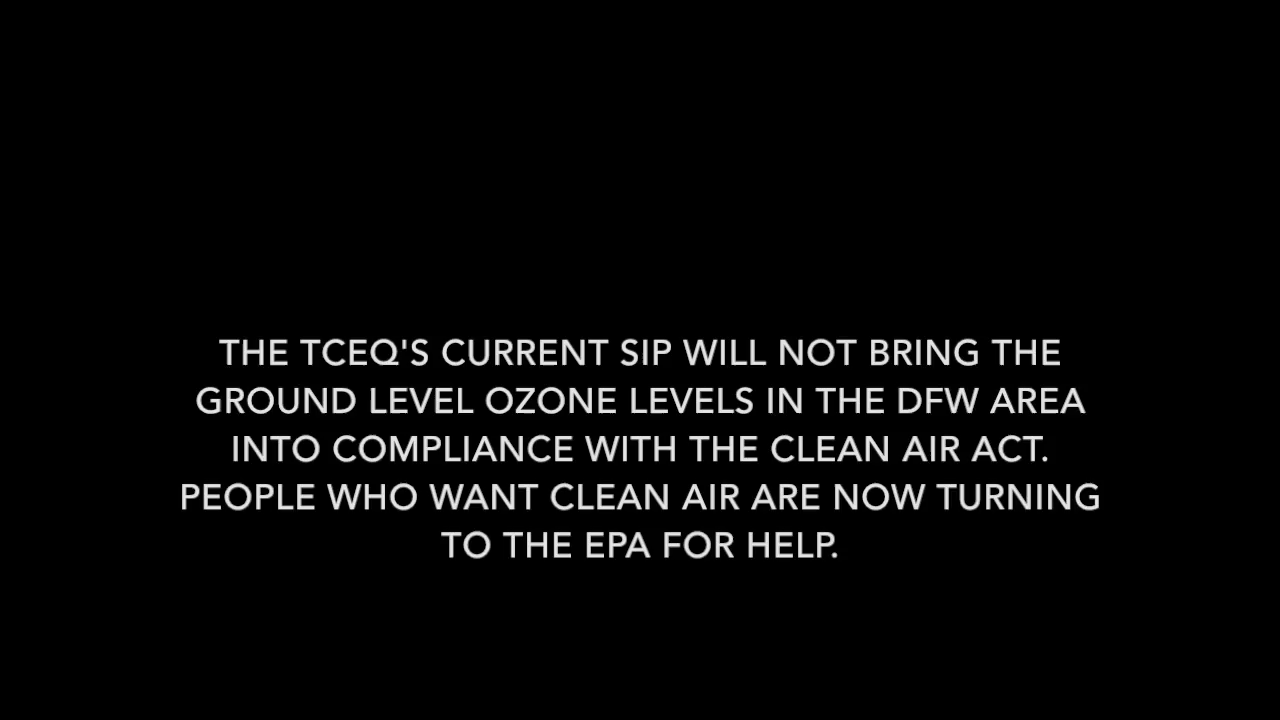 THE TCEQ'S CURRENT SIP WILL NOT BRING THE
GROUND LEVEL OZONE LEVELS IN THE DFW AREA
INTO COMPLIANCE WITH THE CLEAN AIR ACT.
PEOPLE WHO WANT CLEAN AIR ARE NOW TURNING
TO THE EPA FOR HELP.